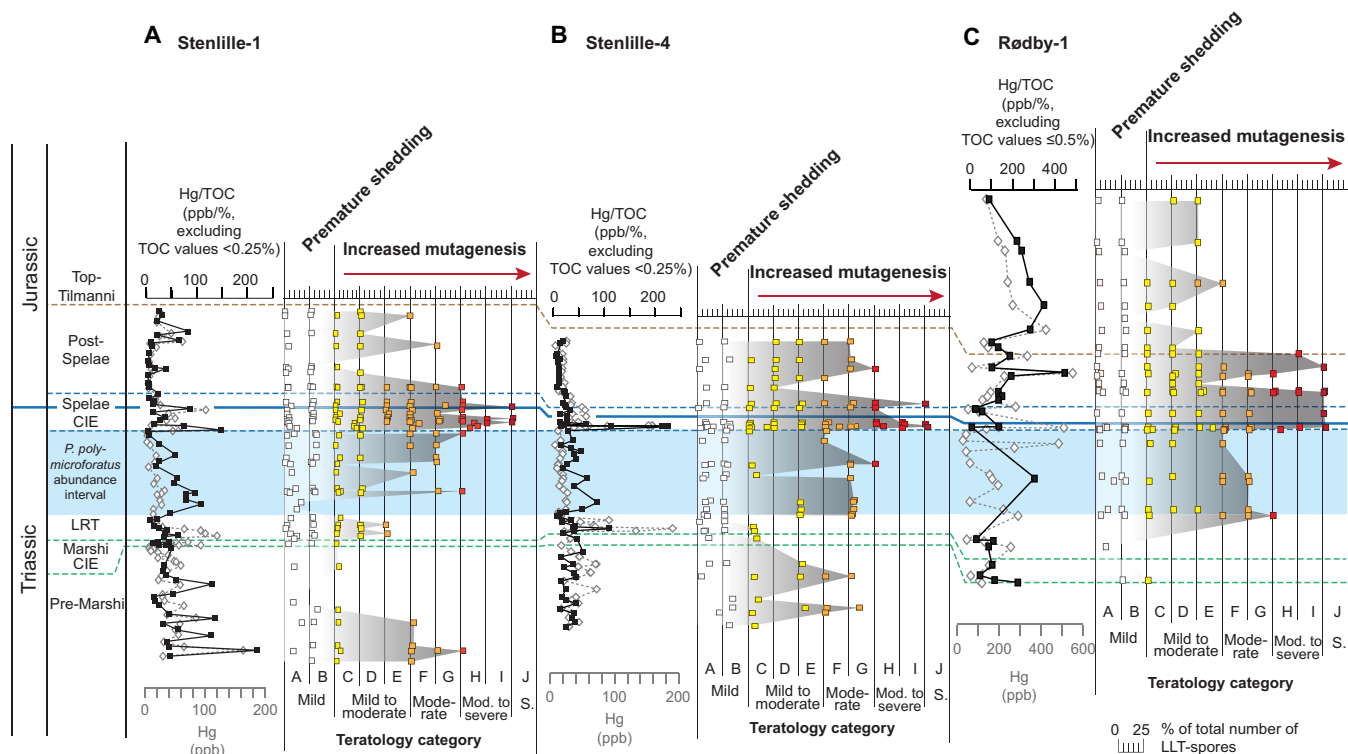 A Stenlille-1
Hg/TOC
(ppb/%,
excluding
TOC values <0.25%)
0 100 200
Premature shedding
Increased mutagenesis
B Stenlille-4
Hg/TOC
(ppb/%,
excluding
TOC values <0.25%)
0 100 200
Premature shedding
Increased mutagenesis
C Rødby-1
Hg/TOC
(ppb/%,
excluding
TOC values ≤0.5%)
0 200 400
Premature shedding
Increased mutagenesis
Jurassic
Triassic
Top-
Tilmanni
Post-
Spelae
Spelae
CIE
P. poly-
microforatus
abundance
interval
LRT
Marshi
CIE
Pre-Marshi
0 100 200
Hg
(ppb)
A B C D E F G H I J
Mild
Mild to
moderate
Mode-
rate
Mod. to
severe
S.
Teratology category
0 100 200
Hg
(ppb)
A B C D E F G H I J
Mild
Mild to
moderate
Mode-
rate
Mod. to
severe
S.
Teratology category
0 200 400 600
Hg
(ppb)
A B C D E F G H I J
Mild
Mild to
moderate
Mode-
rate
Mod. to
severe
S.
Teratology category
0 25 % of total number of
LLT-spores